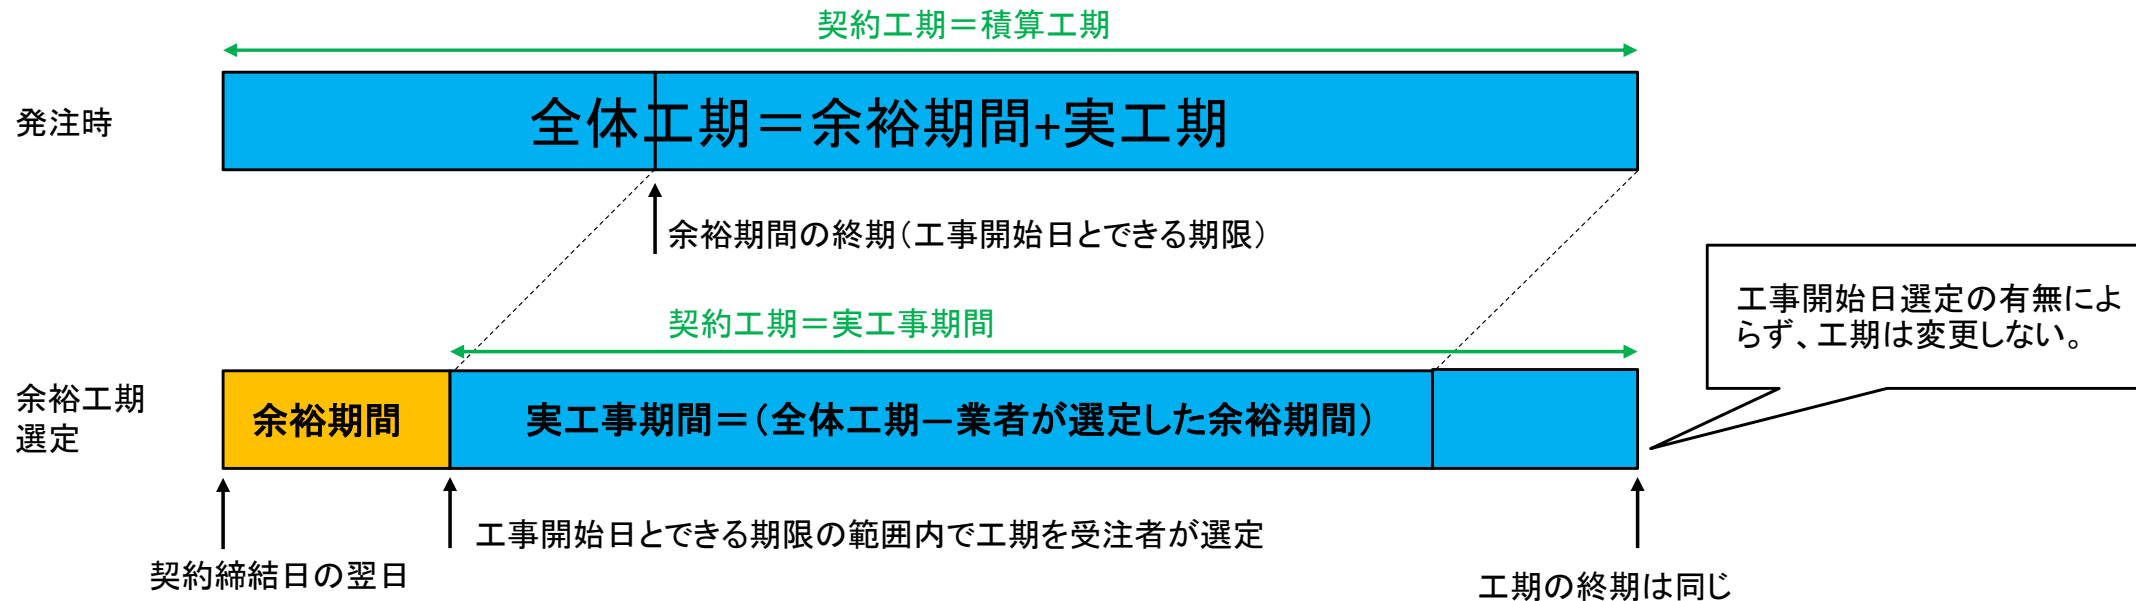 契約工期＝積算工期
発注時
全体工期＝余裕期間+実工期
余裕期間の終期（工事開始日とできる期限）
工事開始日選定の有無によ
らず、工期は変更しない。
契約工期＝実工事期間
余裕工期
選定
余裕期間
実工事期間＝（全体工期―業者が選定した余裕期間）
工事開始日とできる期限の範囲内で工期を受注者が選定
契約締結日の翌日
工期の終期は同じ